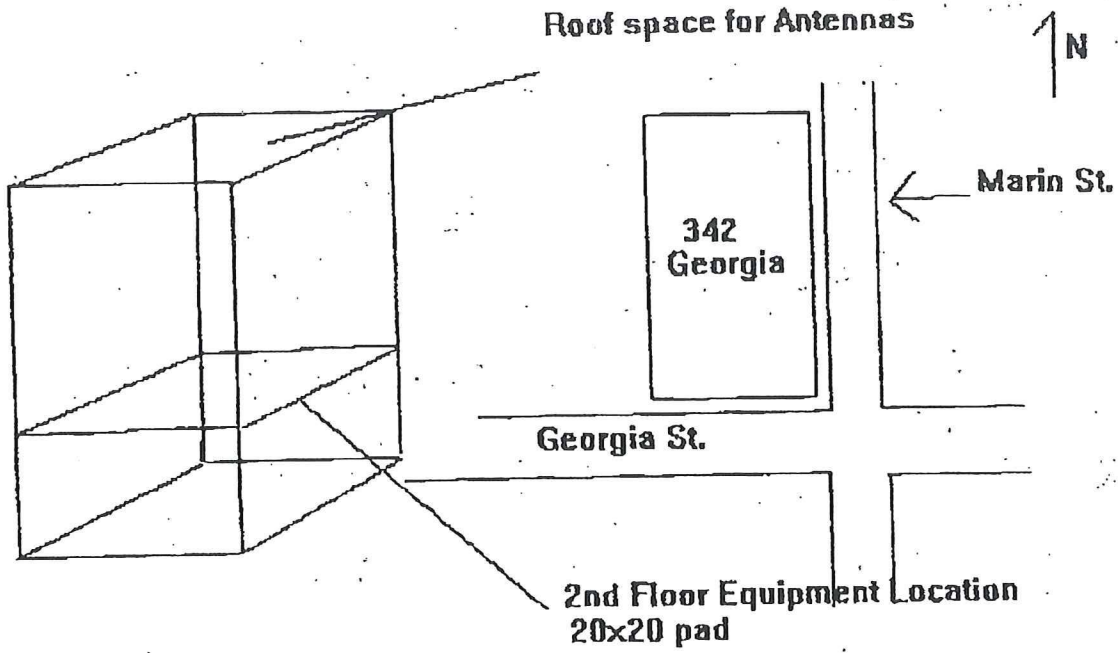 Roof space for Antennas
N
Marin St.
342
Georgia
Georgia St.
2nd Floor Equipment Location
20x20 pad